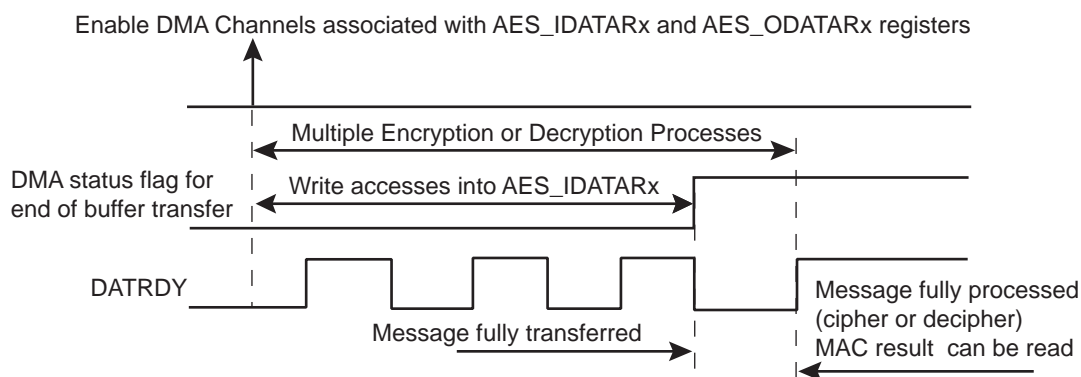 Enable DMA Channels associated with AES_IDATARx and AES_ODATARx registers
Multiple Encryption or Decryption Processes
DMA status flag for
end of buffer transfer
Write accesses into AES_IDATARx
DATRDY
Message fully transferred
Message fully processed
(cipher or decipher)
MAC result can be read